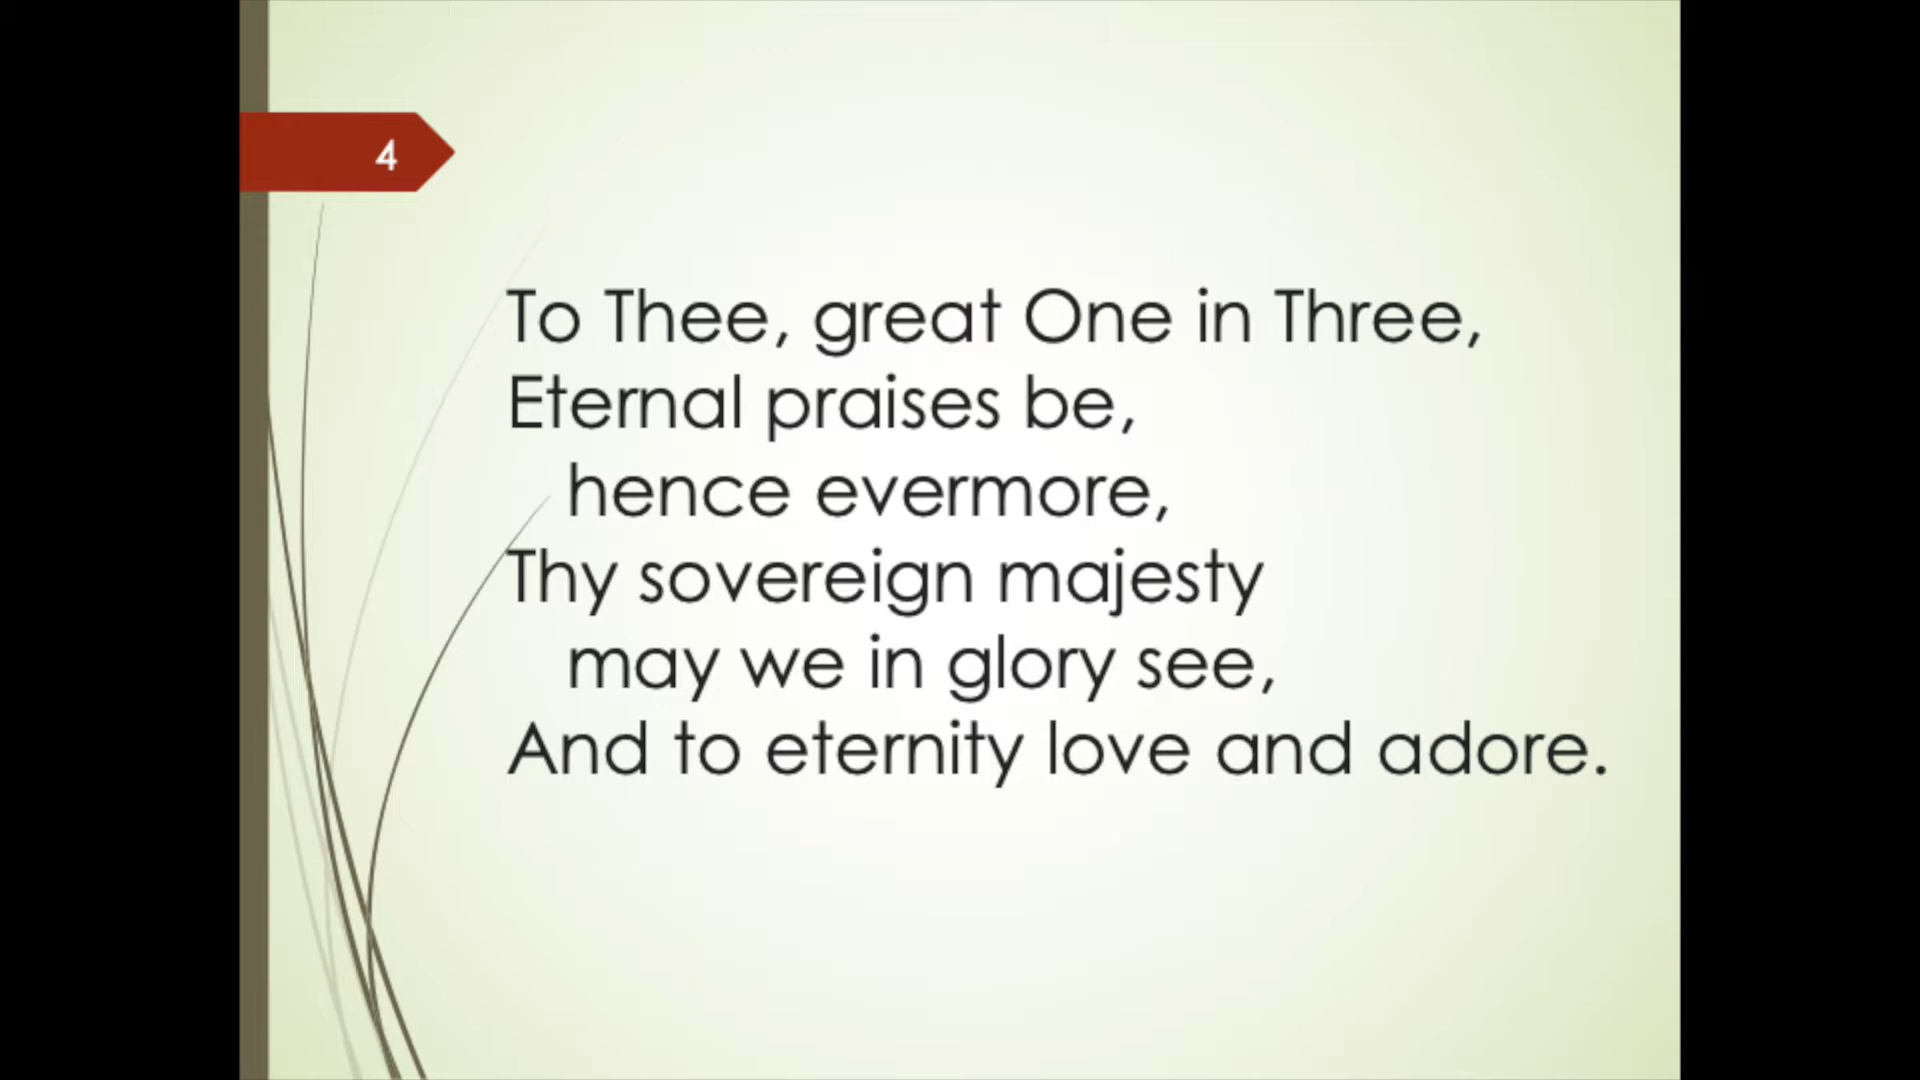 4
To Thee, great One in Three,
Eternal praises be,
hence evermore,
Thy sovereign majesty
may we in glory see,
And to eternity love and adore.